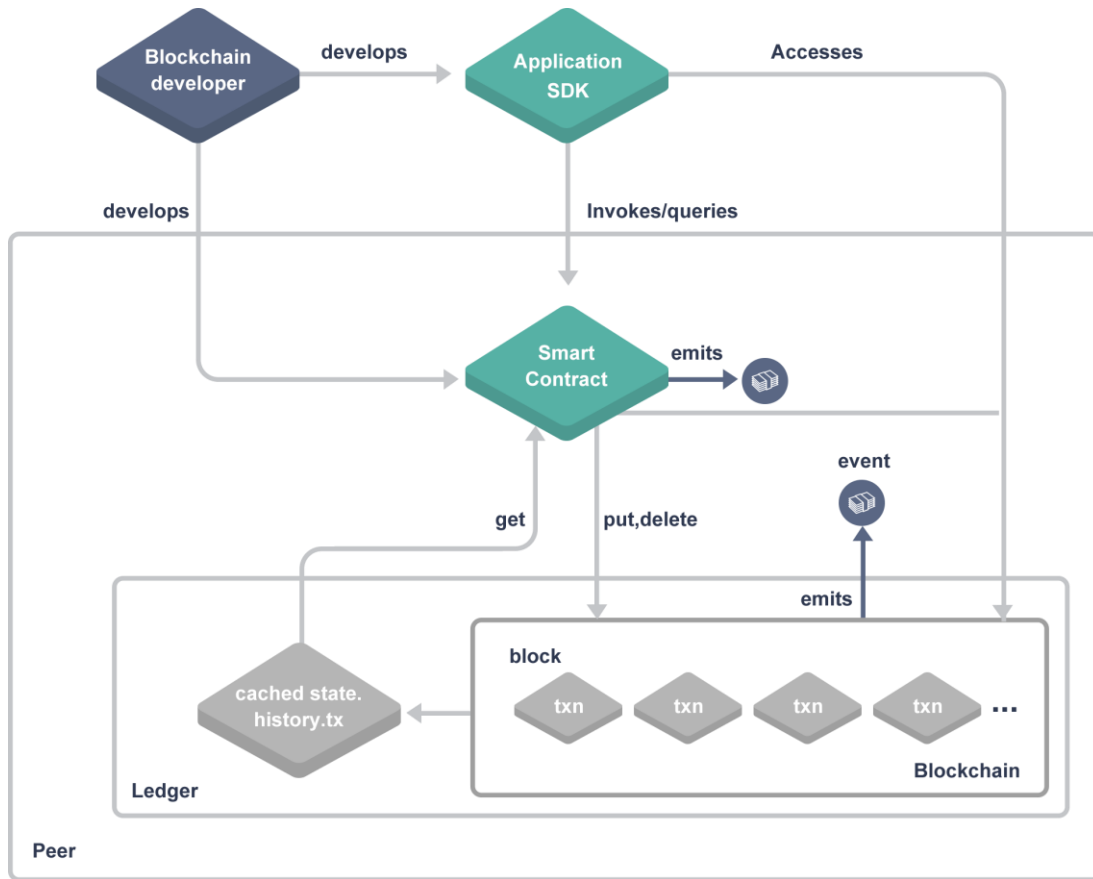 Blockchain
developer
develops
Application
SDK
Accesses
develops
Invokes/queries
Smart
Contract
emits
event
get
put,delete
emits
block
cached state.
history.tx
txn
txn
txn
txn
...
Blockchain
Ledger
Peer